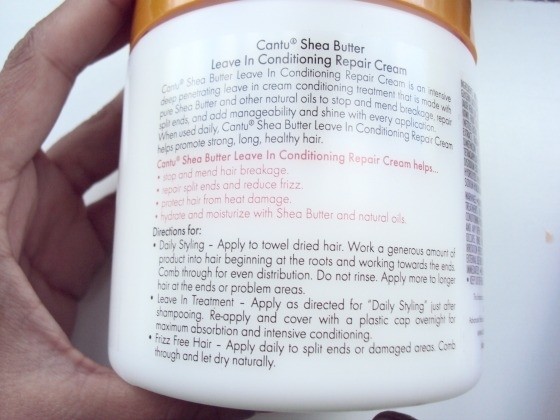 Cantu® Shea Butter
Leave In Conditioning Repair Cream
Cantu® Shea Butter Leave In Conditioning Repair Cream is an intensive
deep penetrating leave in cream conditioning treatment that is made with
pure Shea Butter and other natural oils to stop and mend breakage, repair
split ends, and add manageability and shine with every application.
When used daily, Cantu® Shea Butter Leave In Conditioning Repair Cream
helps promote strong, long, healthy hair.
Cantu® Shea Butter Leave In Conditioning Repair Cream helps...
• stop and mend hair breakage.
• repair split ends and reduce frizz.
• protect hair from heat damage.
• hydrate and moisturize with Shea Butter and natural oils.
Directions for:
• Daily Styling – Apply to towel dried hair. Work a generous amount of
product into hair beginning at the roots and working towards the ends.
Comb through for even distribution. Do not rinse. Apply more to longer
hair at the ends or problem areas.
• Leave In Treatment – Apply as directed for "Daily Styling" just after
shampooing. Re-apply and cover with a plastic cap overnight for
maximum absorbtion and intensive conditioning.
• Frizz Free Hair – Apply daily to split ends or damaged areas. Comb
through and let dry naturally.